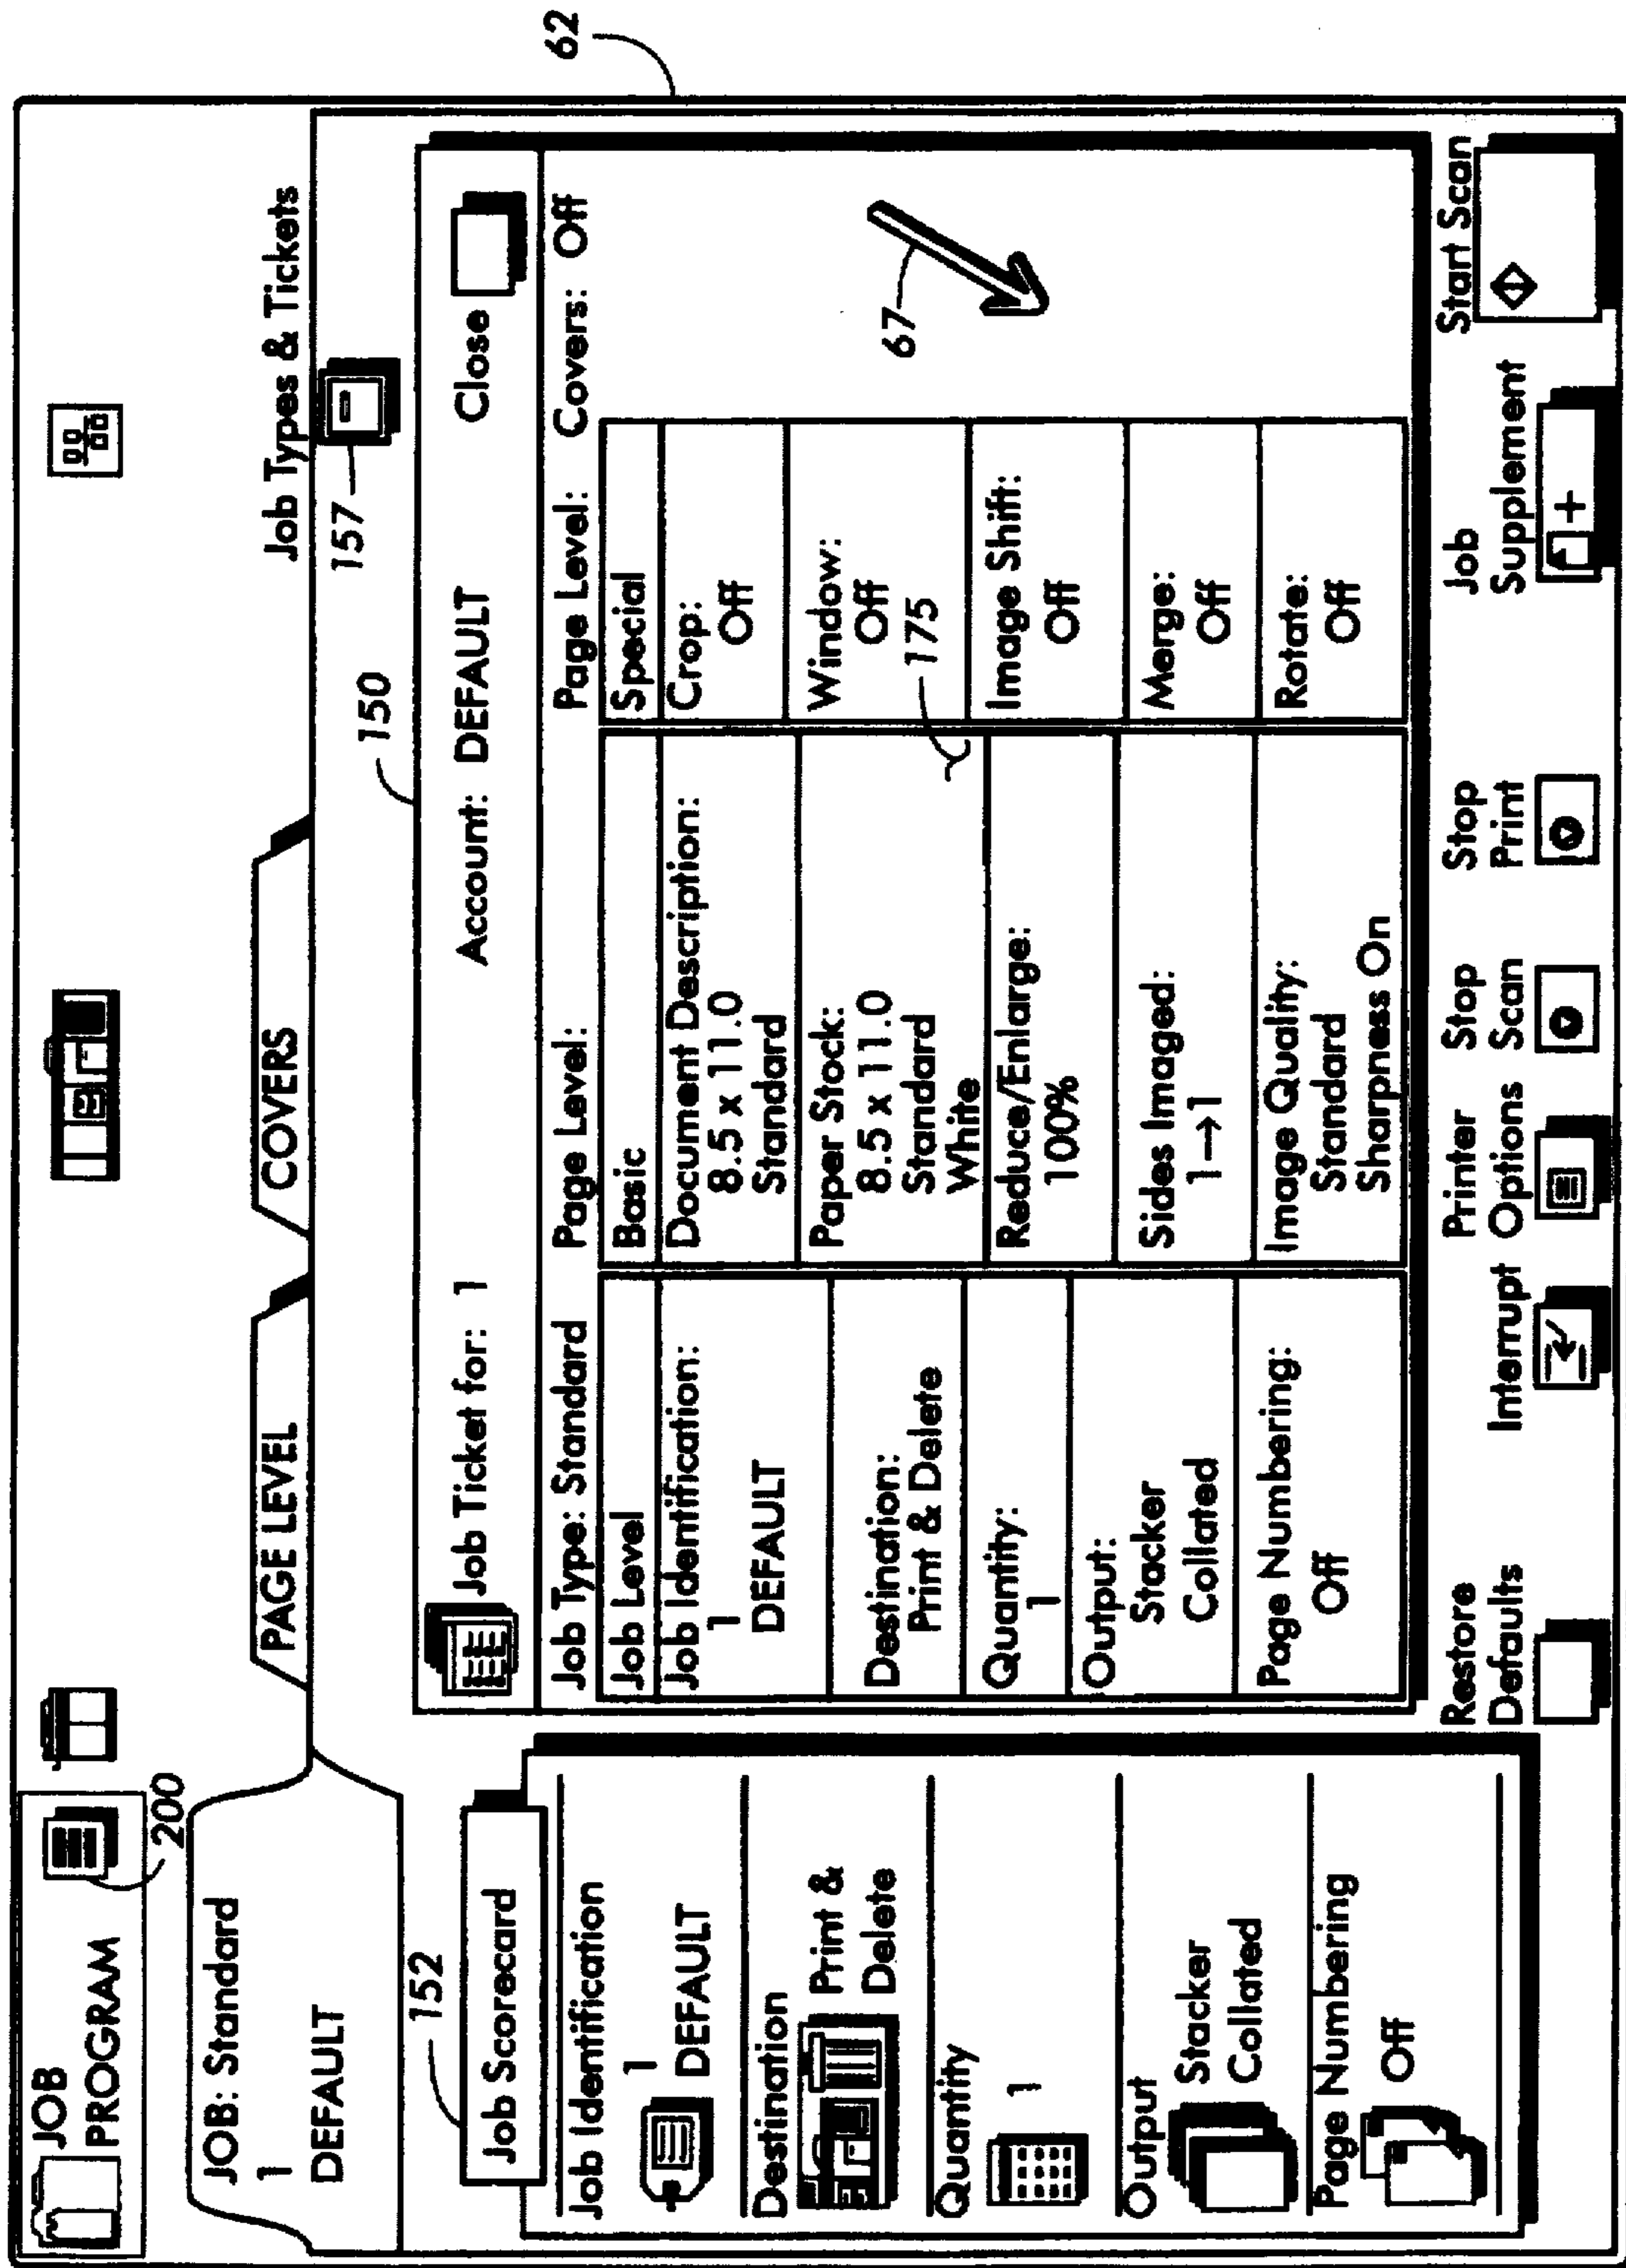 JOB
PROGRAM
200
62
JOB: Standard
1
DEFAULT
PAGE LEVEL
COVERS
Job Types & Tickets
157
150
152
Job Scorecard
Job Identification
1
DEFAULT
Destination
Print &
Delete
Quantity
1
Output
Stacker
Collated
Page Numbering
Off
Job Ticket for: 1
Account: DEFAULT
Close
Job Type: Standard
Job Level
Job Identification:
1
DEFAULT
Destination:
Print & Delete
Quantity:
1
Output:
Stacker
Collated
Page Numbering:
Off
Page Level:
Basic
Document Description:
8.5 x 11.0
Standard
Paper Stock:
8.5 x 11.0
Standard
White
175
Reduce/Enlarge:
100%
Sides Imaged:
1→1
Image Quality:
Standard
Sharpness On
Page Level:
Special
Crop:
Off
Window:
Off
Image Shift:
Off
Merge:
Off
Rotate:
Off
Covers: Off
67
Restore
Defaults
Interrupt
Printer
Options
Stop
Scan
Stop
Print
Job
Supplement
Start Scan